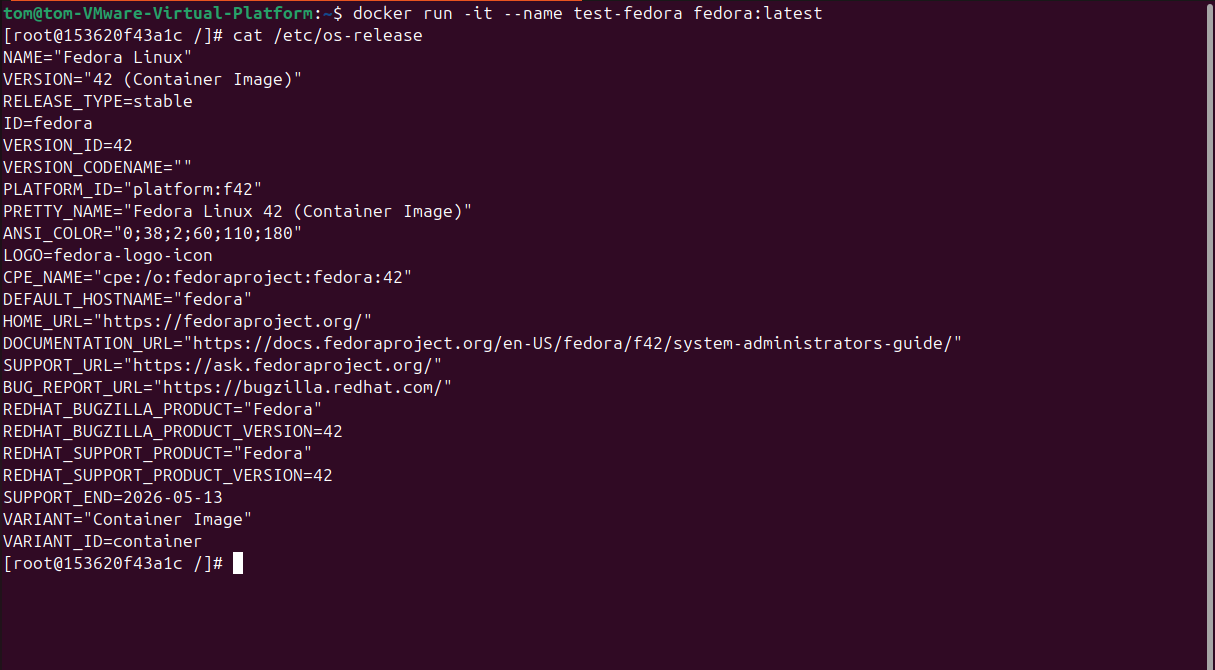 tom@tom-VMware-Virtual-Platform:~$ docker run -it --name test-fedora fedora:latest
[root@153620f43a1c /]# cat /etc/os-release
NAME="Fedora Linux"
VERSION="42 (Container Image)"
RELEASE_TYPE=stable
ID=fedora
VERSION_ID=42
VERSION_CODENAME=""
PLATFORM_ID="platform:f42"
PRETTY_NAME="Fedora Linux 42 (Container Image)"
ANSI_COLOR="0;38;2;60;110;180"
LOGO=fedora-logo-icon
CPE_NAME="cpe:/o:fedoraproject:fedora:42"
DEFAULT_HOSTNAME="fedora"
HOME_URL="https://fedoraproject.org/"
DOCUMENTATION_URL="https://docs.fedoraproject.org/en-US/fedora/f42/system-administrators-guide/"
SUPPORT_URL="https://ask.fedoraproject.org/"
BUG_REPORT_URL="https://bugzilla.redhat.com/"
REDHAT_BUGZILLA_PRODUCT="Fedora"
REDHAT_BUGZILLA_PRODUCT_VERSION=42
REDHAT_SUPPORT_PRODUCT="Fedora"
REDHAT_SUPPORT_PRODUCT_VERSION=42
SUPPORT_END=2026-05-13
VARIANT="Container Image"
VARIANT_ID=container
[root@153620f43a1c /]#